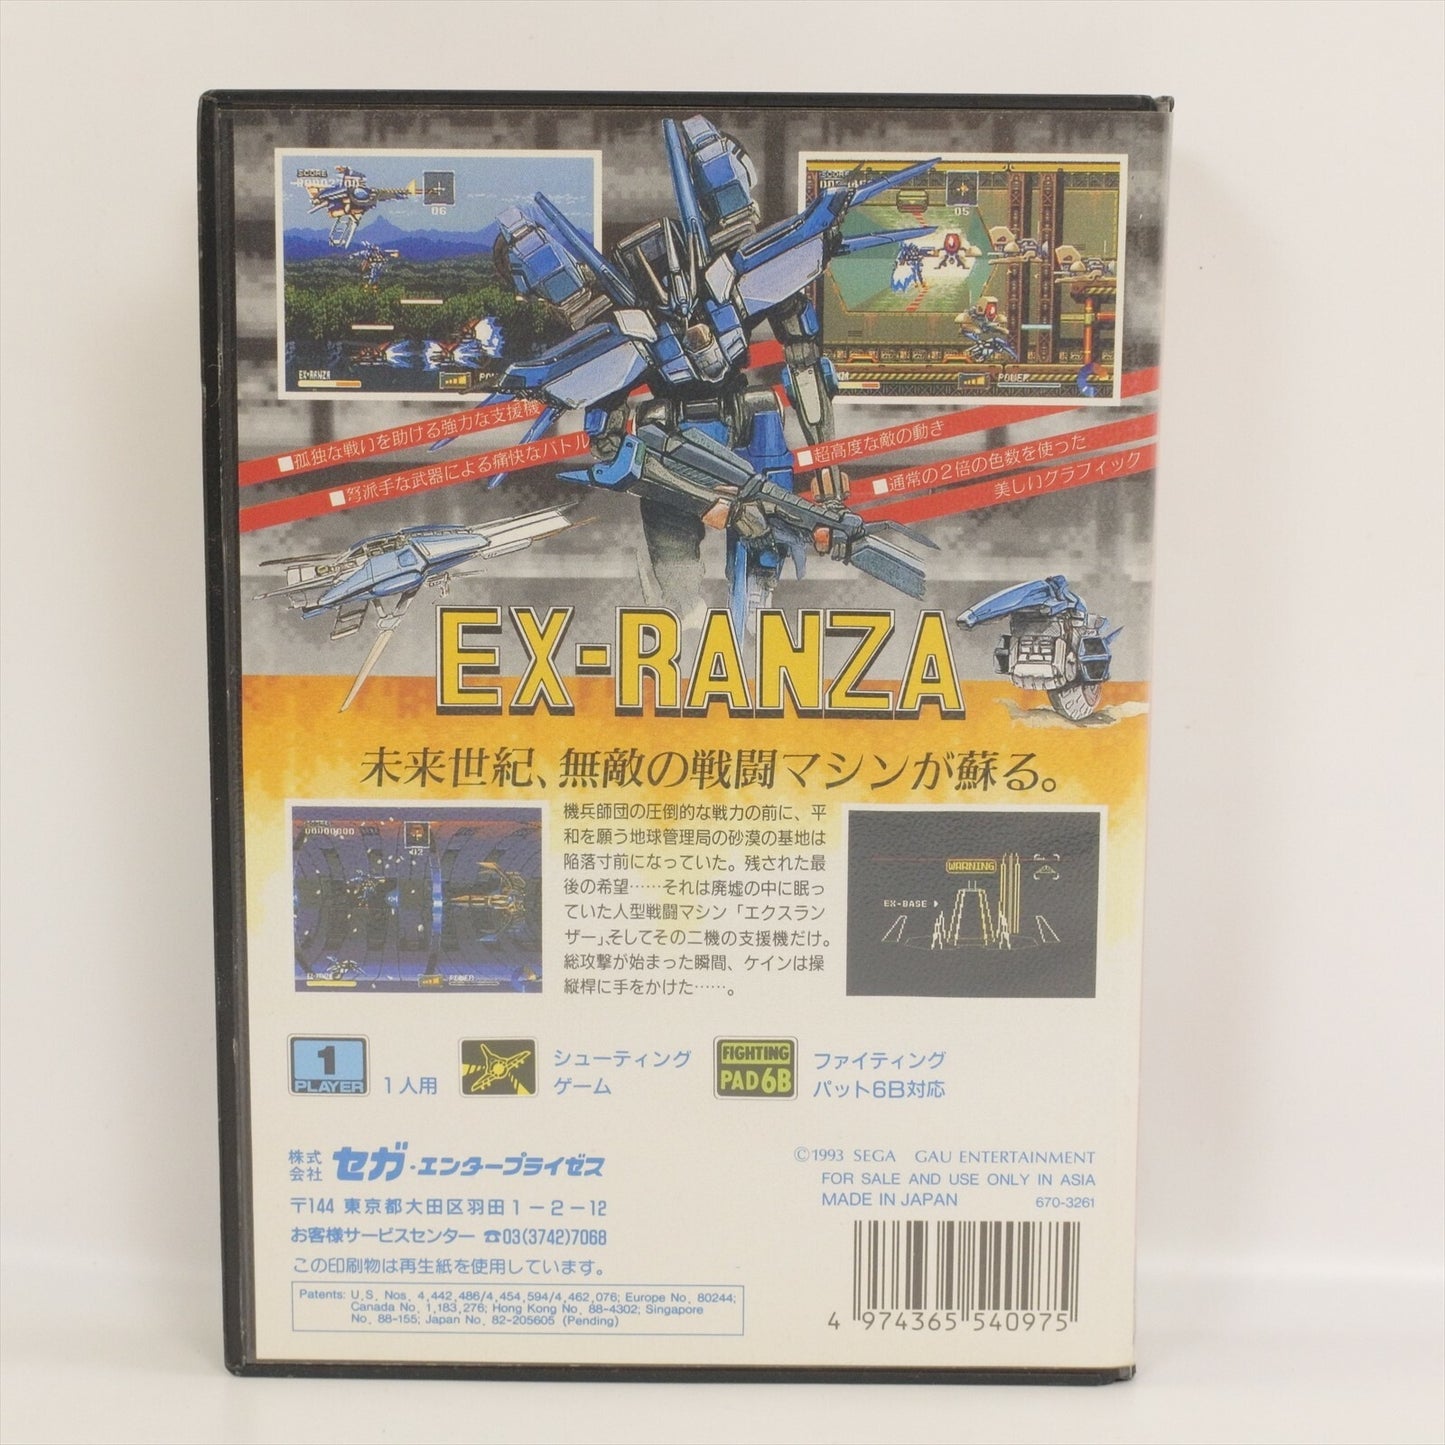 SCORE
06
EX-RANZA
SCORE
05
POWER
■孤独な戦いを助ける強力な支援機
■弩派手な武器による痛快なバトル
■超高度な敵の動き
■通常の2倍の色数を使った
美しいグラフィック
EX-RANZA
未来世紀、無敵の戦闘マシンが蘇る。
00000000
02
EX-RANZA
POWER
機兵師団の圧倒的な戦力の前に、平
和を願う地球管理局の砂漠の基地は
陥落寸前になっていた。残された最
後の希望……それは廃墟の中に眠っ
ていた人型戦闘マシン「エクスラン
ザー」、そしてその二機の支援機だけ。
総攻撃が始まった瞬間、ケインは操
縦桿に手をかけた……。
WARNING
EX-BASE
1
PLAYER
1人用
シューティング
ゲーム
FIGHTING
PAD 6B
ファイティング
パット6B対応
株式会社 セガ・エンタープライゼス
〒144 東京都大田区羽田1-2-12
お客様サービスセンター ☎03(3742)7068
この印刷物は再生紙を使用しています。
Patents: U.S. Nos. 4,442,486/4,454,594/4,462,076; Europe No. 80244;
Canada No. 1,183,276; Hong Kong No. 88-4302; Singapore
No. 88-155; Japan No. 82-205605 (Pending)
©1993 SEGA GAU ENTERTAINMENT
FOR SALE AND USE ONLY IN ASIA
MADE IN JAPAN 670-3261
4 974365 540975